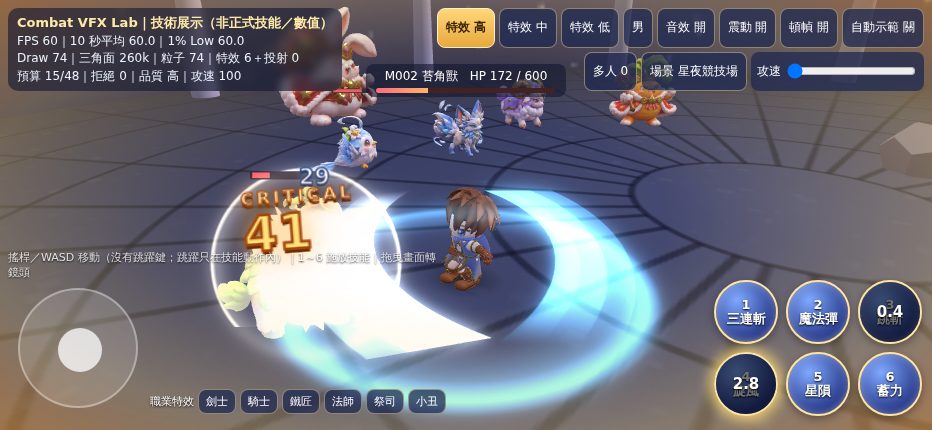 Combat VFX Lab｜技術展示（非正式技能／數值）
FPS 60｜10 秒平均 60.0｜1% Low 60.0
Draw 74｜三角面 260k｜粒子 74｜特效 6＋投射 0
預算 15/48｜拒絕 0｜品質 高｜攻速 100
特效 高
特效 中
特效 低
男
音效 開
震動 開
頓幀 開
自動示範 關
多人 0
場景 星夜競技場
攻速
M002 苔角獸 HP 172 / 600
29
CRITICAL
41
搖桿／WASD 移動（沒有跳躍鍵；跳躍只在技能動作內）｜1～6 施放技能｜拖曳畫面轉
鏡頭
1
三連斬
2
魔法彈
0.4
2.8
5
星隕
6
蓄力
職業特效
劍士
騎士
鐵匠
法師
祭司
小丑